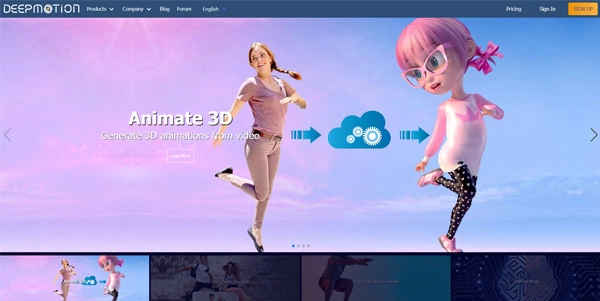 DEEPMOTION
Products
Company
Blog
Forum
English
Pricing
Sign In
SIGN UP
Animate 3D
Generate 3D animations from video
Learn More